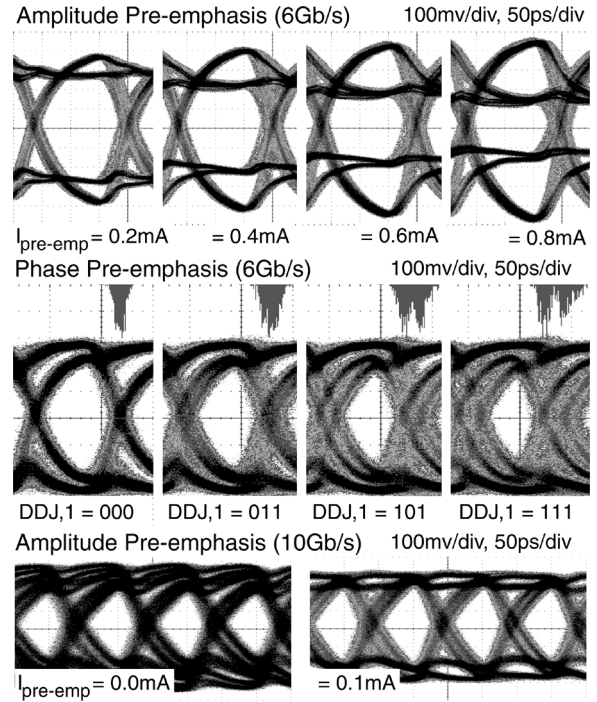 Amplitude Pre-emphasis (6Gb/s) 100mv/div, 50ps/div
Ipre-emp = 0.2mA = 0.4mA = 0.6mA = 0.8mA
Phase Pre-emphasis (6Gb/s) 100mv/div, 50ps/div
DDJ,1 = 000 DDJ,1 = 011 DDJ,1 = 101 DDJ,1 = 111
Amplitude Pre-emphasis (10Gb/s) 100mv/div, 50ps/div
Ipre-emp = 0.0mA = 0.1mA